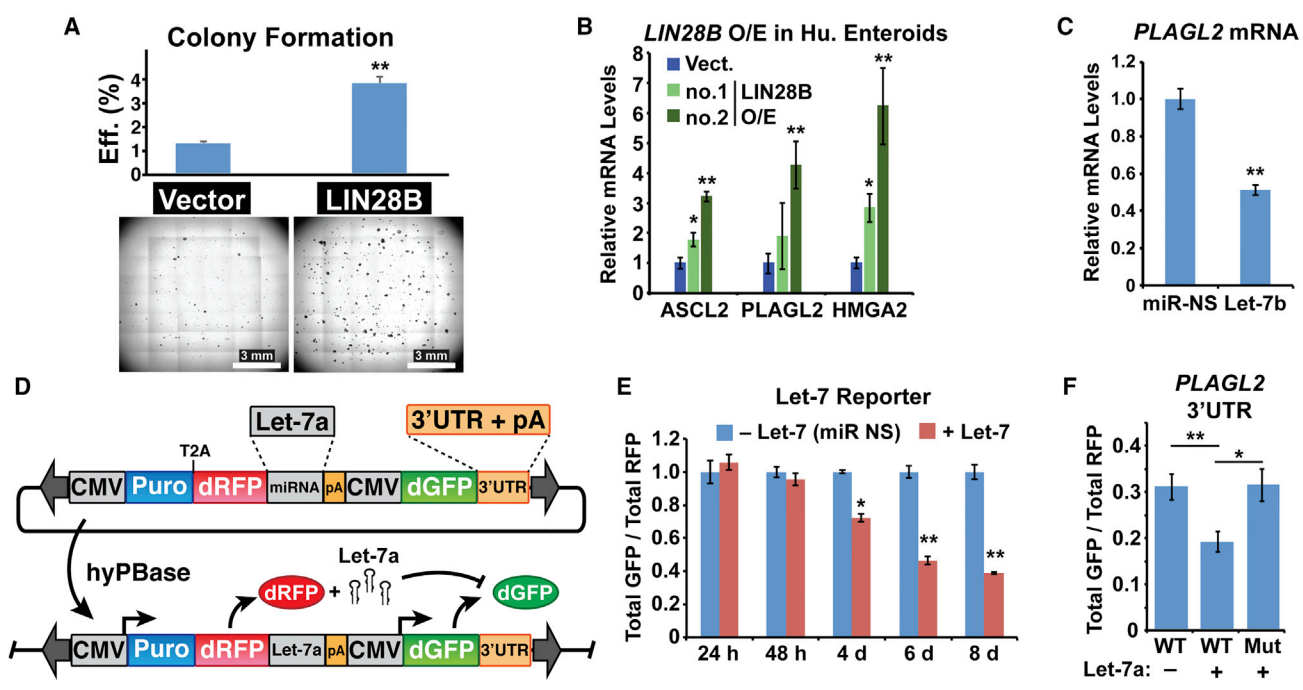 A
Colony Formation
Eff. (%)
4
3
2
1
0
**
Vector
LIN28B
3 mm
3 mm
B
LIN28B O/E in Hu. Enteroids
Relative mRNA Levels
8
7
6
5
4
3
2
1
0
Vect.
no.1 LIN28B
no.2 O/E
*
**
**
*
**
ASCL2 PLAGL2 HMGA2
C
PLAGL2 mRNA
Relative mRNA Levels
1.2
1.0
0.8
0.6
0.4
0.2
0
**
miR-NS Let-7b
D
Let-7a
3'UTR + pA
T2A
CMV Puro dRFP miRNA pA CMV dGFP 3'UTR
hyPBase
Let-7a
dRFP + dGFP
CMV Puro dRFP Let-7a pA CMV dGFP 3'UTR
E
Let-7 Reporter
– Let-7 (miR NS) + Let-7
Total GFP / Total RFP
1.2
1.0
0.8
0.6
0.4
0.2
0
*
**
**
24 h 48 h 4 d 6 d 8 d
F
PLAGL2
3'UTR
Total GFP / Total RFP
0.4
0.3
0.2
0.1
0
**
*
WT WT Mut
Let-7a: – + +